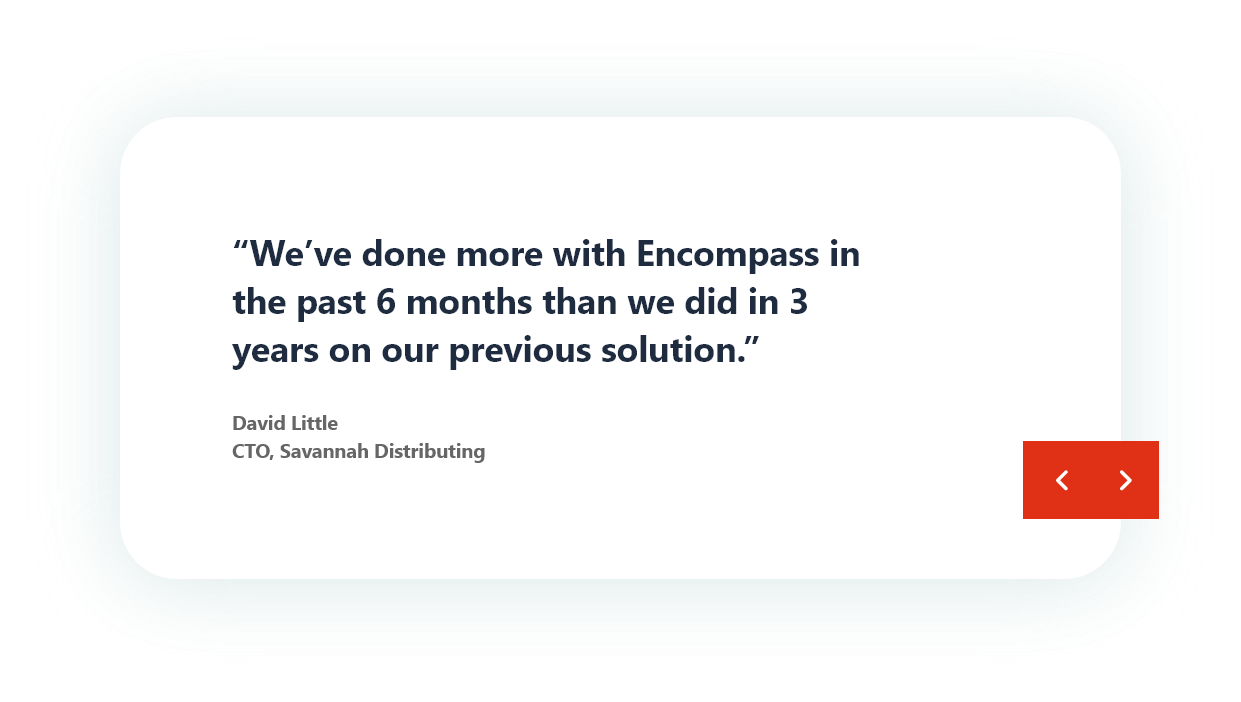 “We’ve done more with Encompass in
the past 6 months than we did in 3
years on our previous solution.”
David Little
CTO, Savannah Distributing